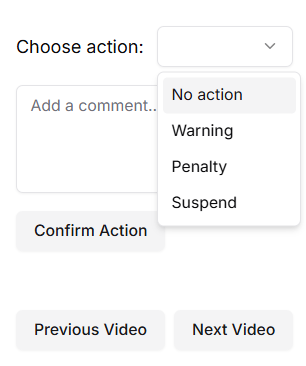 Choose action:
No action
Add a comment..
Warning
Penalty
Suspend
Confirm Action
Previous Video
Next Video